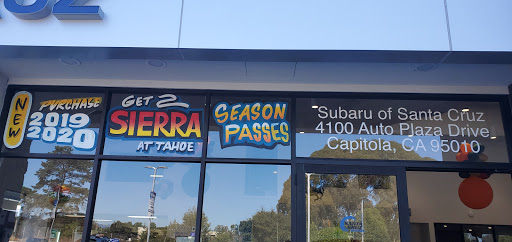 UZ
NEW
PURCHASE
2019
2020
GET 2
SIERRA
AT TAHOE
SEASON
PASSES
Subaru of Santa Cruz
4100 Auto Plaza Drive
Capitola, CA 95010